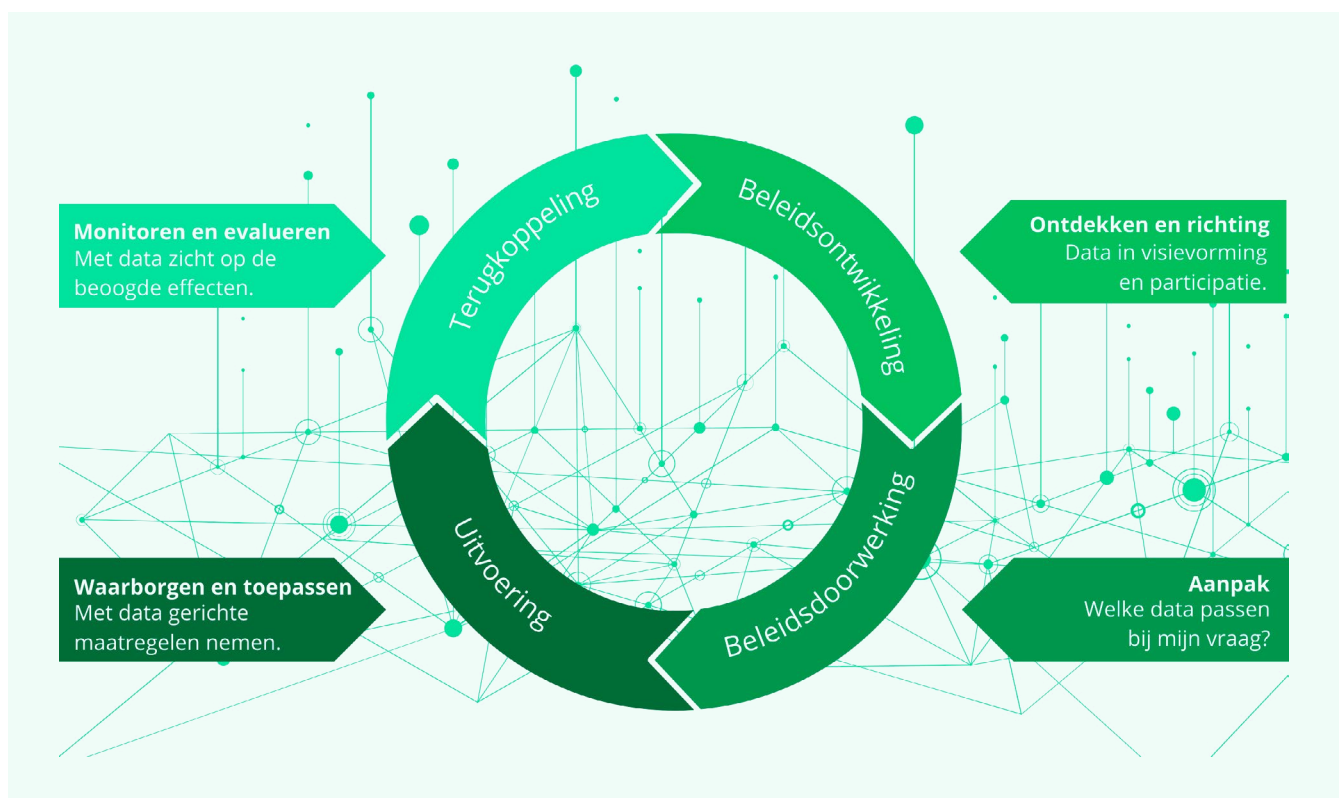 Terugkoppeling
Beleidsontwikkeling
Monitoren en evalueren
Met data zicht op de
beoogde effecten.
Ontdekken en richting
Data in visievorming
en participatie.
Uitvoering
Beleidsdoorwerking
Waarborgen en toepassen
Met data gerichte
maatregelen nemen.
Aanpak
Welke data passen
bij mijn vraag?